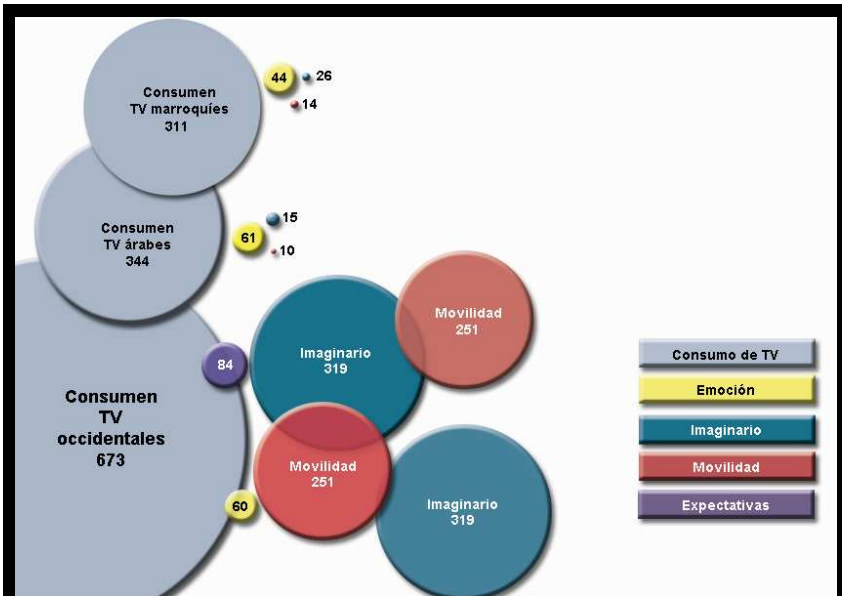 Consumen
TV marroquíes
311
44
26
14
Consumen
TV árabes
344
61
15
10
Consumen
TV
occidentales
673
84
60
Imaginario
319
Movilidad
251
Movilidad
251
Imaginario
319
Consumo de TV
Emoción
Imaginario
Movilidad
Expectativas